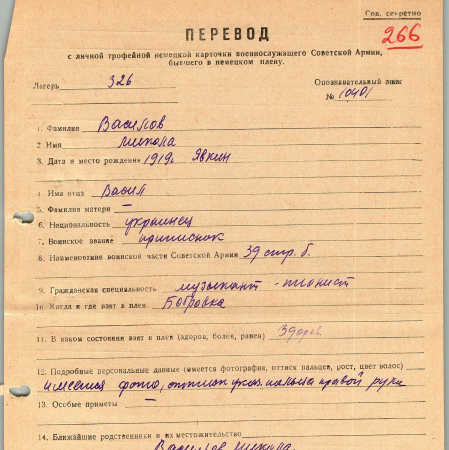 Сов. секретно
266
ПЕРЕВОД
с личной трофейной немецкой карточки военнослужащего Советской Армии,
бывшего в немецком плену.
Лагерь 326 Опознавательный знак
№ 10401
1. Фамилия Василов
2. Имя Микола
3. Дата и место рождения 1919г. Явкин
4. Имя отца Васил
5. Фамилия матери —
6. Национальность украинец
7. Воинское звание приписнок
8. Наименование воинской части Советской Армии 39 стр. б.
9. Гражданская специальность музыкант - пионист
10. Когда и где взят в плен Бобровка
11. В каком состоянии взят в плен (здоров, болен, ранен) Здоров.
12. Подробные персональные данные (имеется фотография, оттиск пальцев, рост, цвет волос)
имеется фото, оттиск указ. пальца правой руки
13. Особые приметы —
14. Ближайшие родственники и их местожительство
Василов Микола